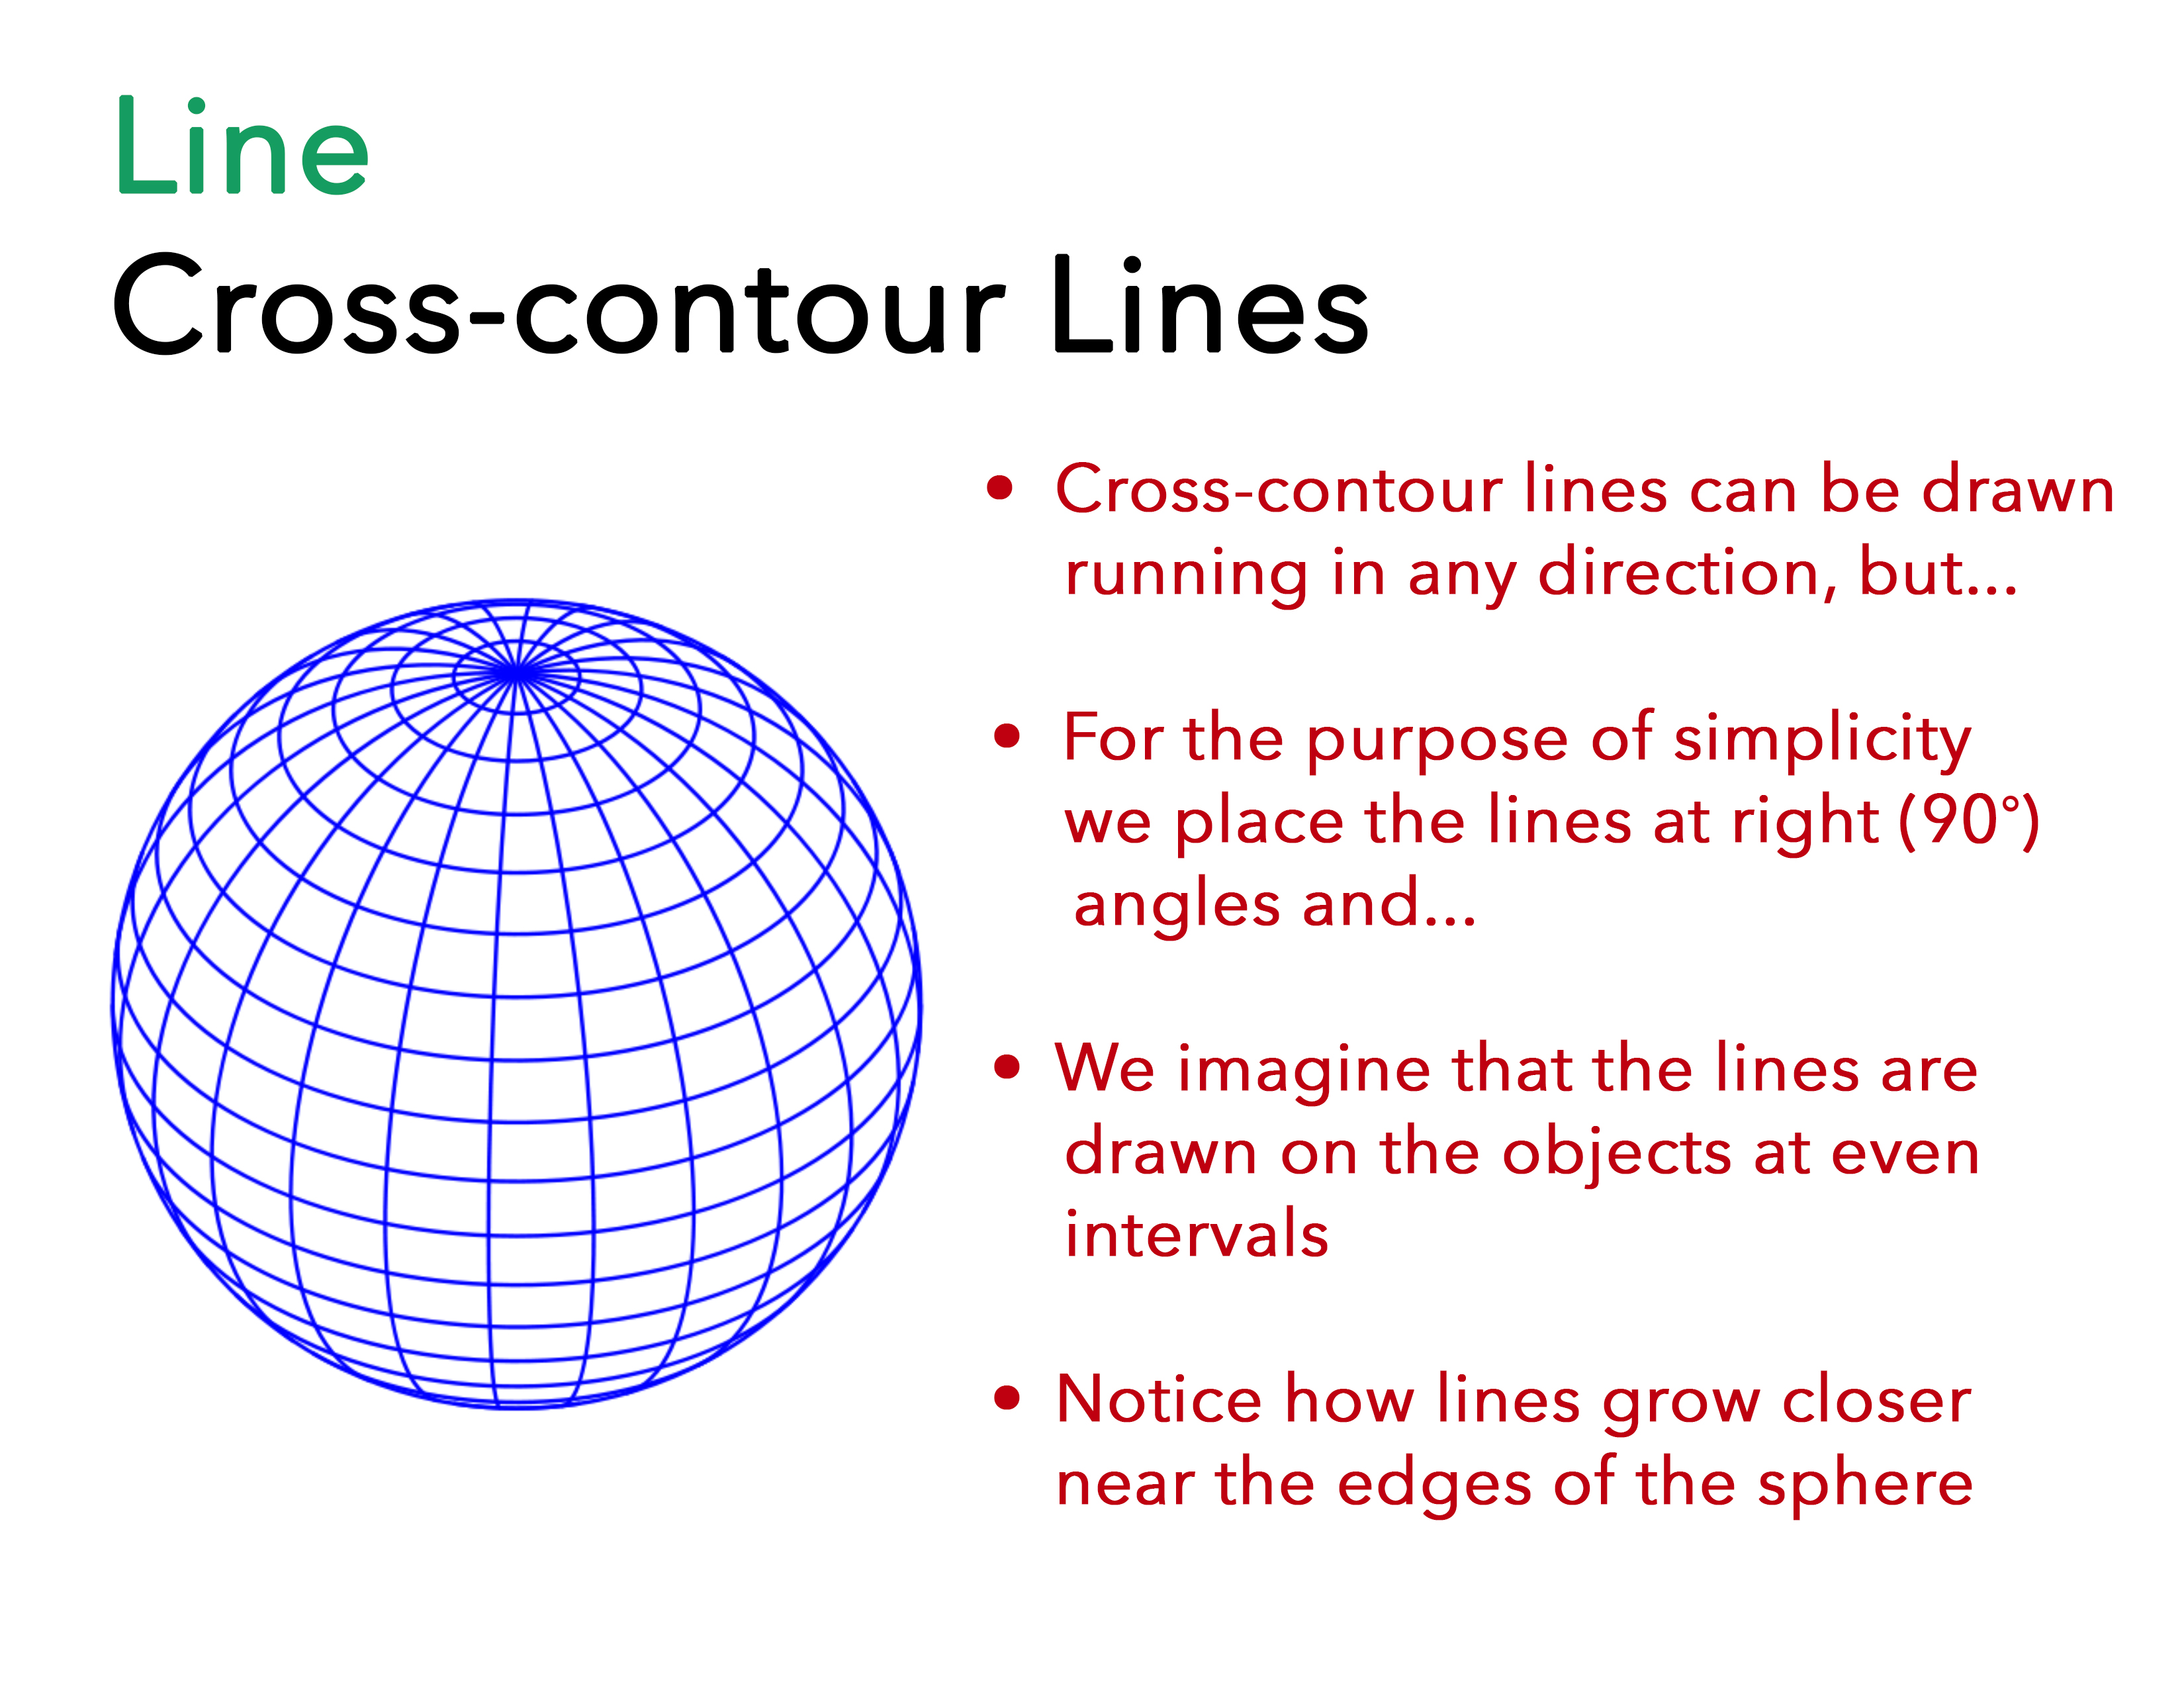 Line
Cross-contour Lines
• Cross-contour lines can be drawn
running in any direction, but...
• For the purpose of simplicity
we place the lines at right (90°)
angles and...
• We imagine that the lines are
drawn on the objects at even
intervals
• Notice how lines grow closer
near the edges of the sphere